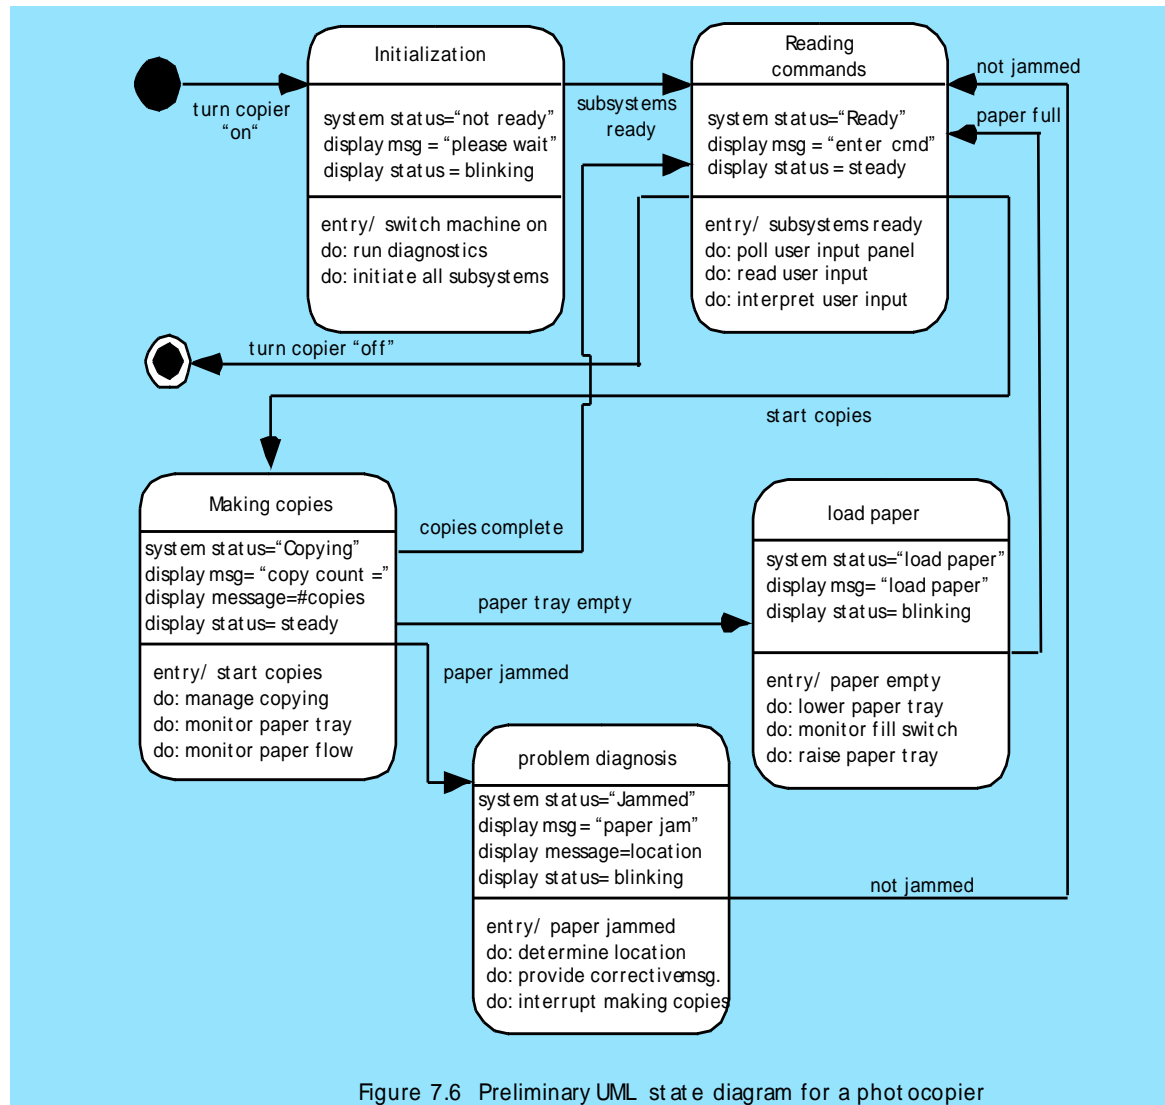 Initialization
system status="not ready"
display msg = "please wait"
display status = blinking
entry/ switch machine on
do: run diagnostics
do: initiate all subsystems
turn copier
"on"
subsystems
ready
Reading
commands
system status="Ready"
display msg = "enter cmd"
display status = steady
entry/ subsystems ready
do: poll user input panel
do: read user input
do: interpret user input
not jammed
paper full
turn copier "off"
start copies
Making copies
system status="Copying"
display msg= "copy count ="
display message=#copies
display status= steady
entry/ start copies
do: manage copying
do: monitor paper tray
do: monitor paper flow
copies complete
paper tray empty
paper jammed
load paper
system status="load paper"
display msg= "load paper"
display status= blinking
entry/ paper empty
do: lower paper tray
do: monitor fill switch
do: raise paper tray
problem diagnosis
system status="Jammed"
display msg = "paper jam"
display message=location
display status= blinking
entry/ paper jammed
do: determine location
do: provide correctivemsg.
do: interrupt making copies
not jammed
Figure 7.6 Preliminary UML state diagram for a photocopier